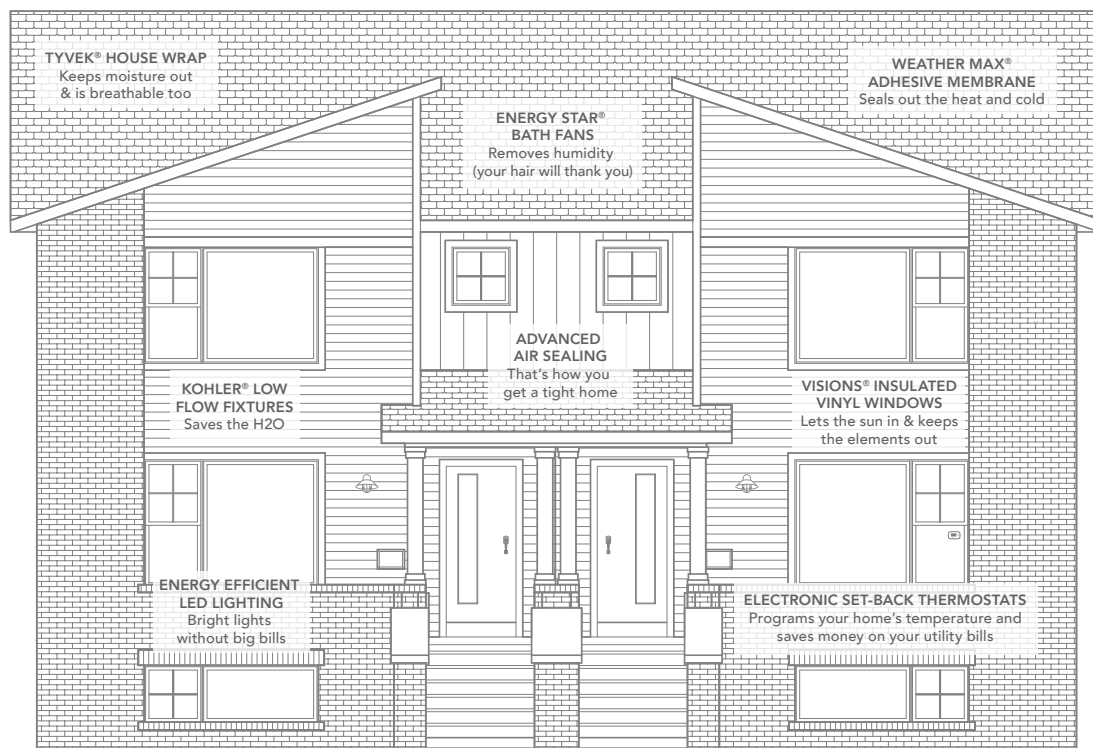 TYVEK® HOUSE WRAP
Keeps moisture out
& is breathable too
WEATHER MAX®
ADHESIVE MEMBRANE
Seals out the heat and cold
ENERGY STAR®
BATH FANS
Removes humidity
(your hair will thank you)
ADVANCED
AIR SEALING
That's how you
get a tight home
KOHLER® LOW
FLOW FIXTURES
Saves the H2O
VISIONS® INSULATED
VINYL WINDOWS
Lets the sun in & keeps
the elements out
ENERGY EFFICIENT
LED LIGHTING
Bright lights
without big bills
ELECTRONIC SET-BACK THERMOSTATS
Programs your home's temperature and
saves money on your utility bills